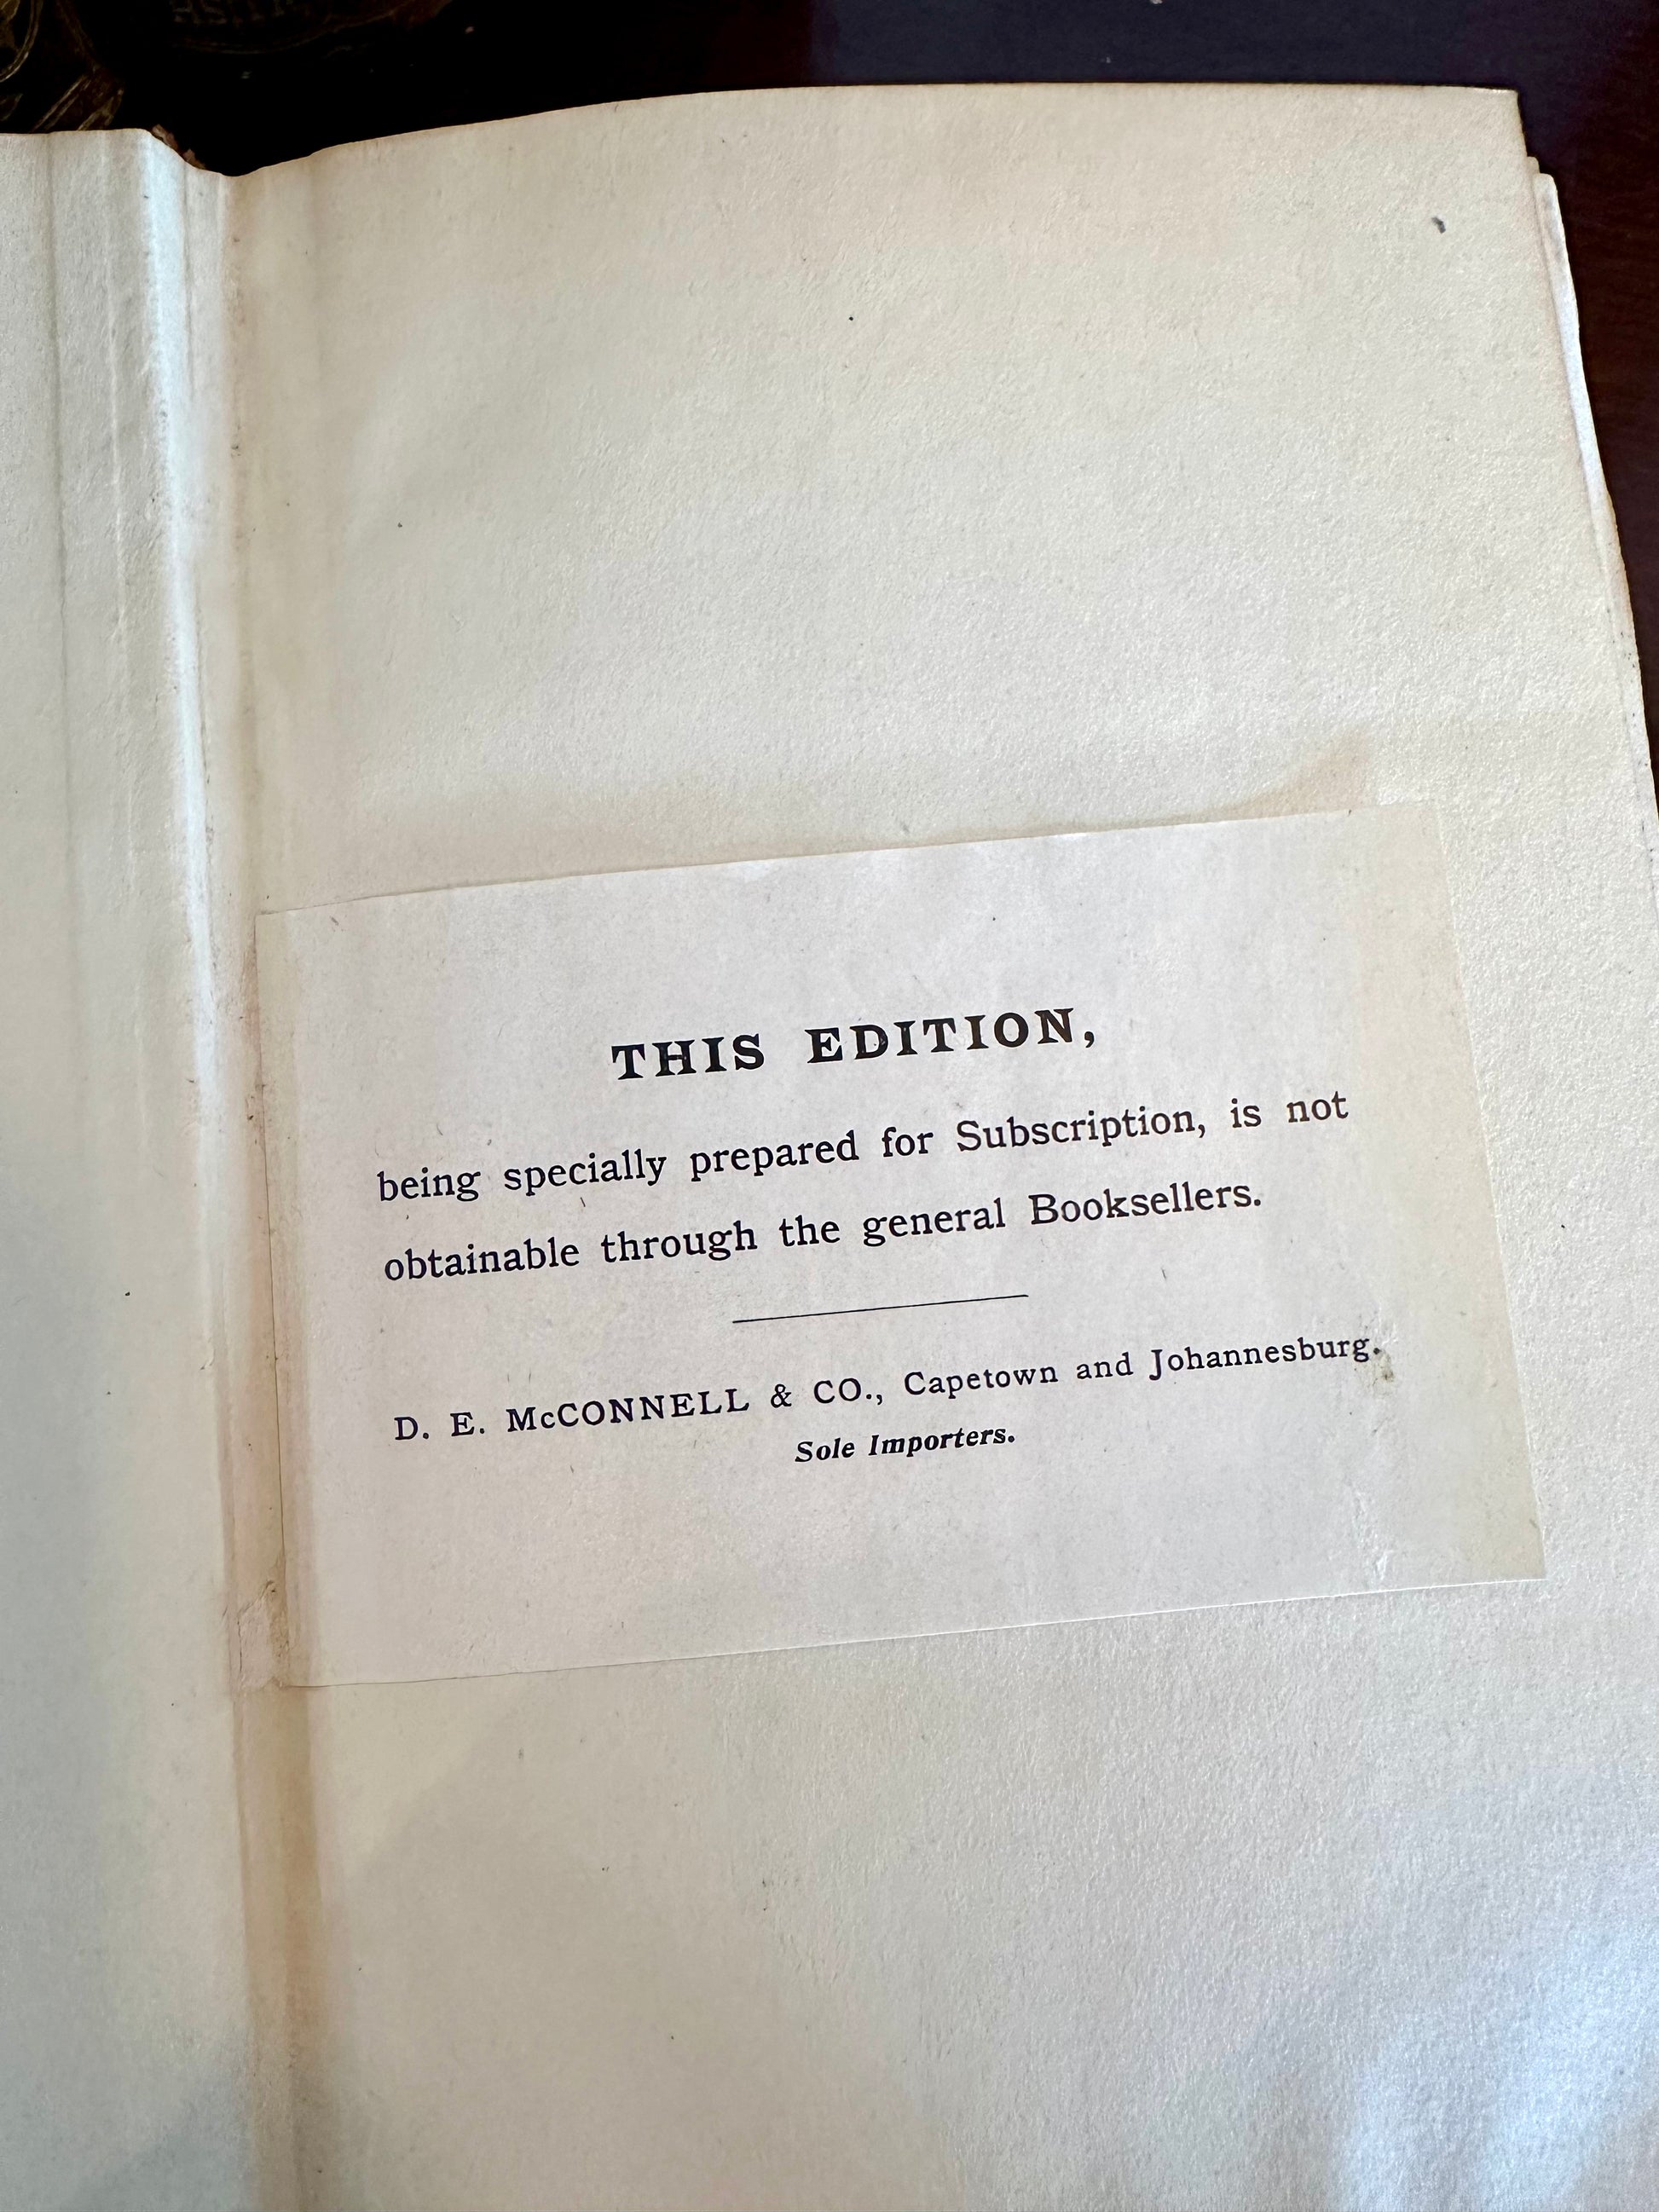 THIS EDITION,
being specially prepared for Subscription, is not
obtainable through the general Booksellers.
D. E. McCONNELL & CO., Capetown and Johannesburg.
Sole Importers.